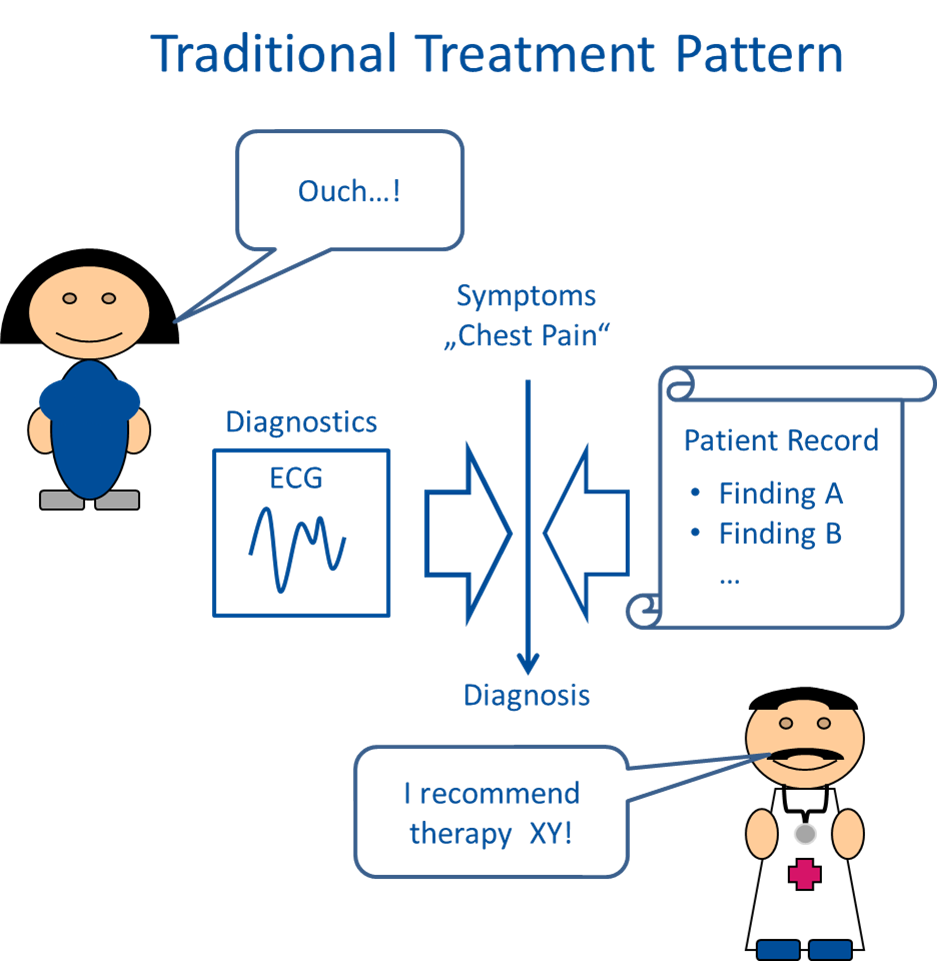 Traditional Treatment Pattern
Ouch...!
Symptoms
„Chest Pain“
Diagnostics
ECG
Patient Record
• Finding A
• Finding B
...
Diagnosis
I recommend
therapy XY!